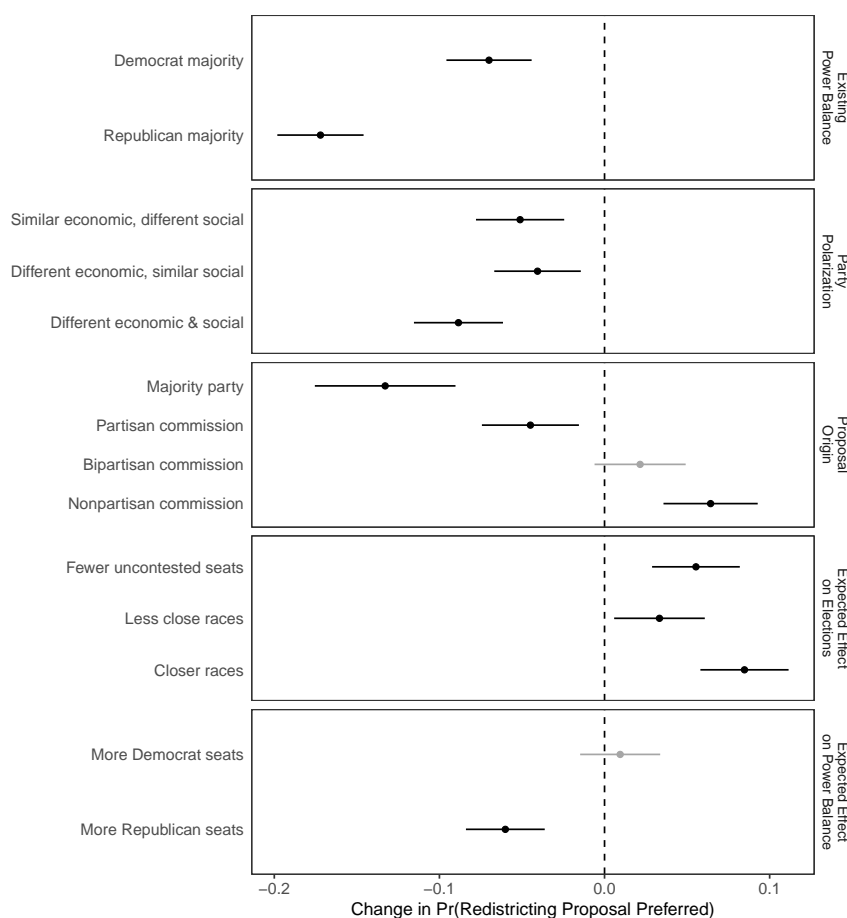 Democrat majority
Republican majority
Existing
Power Balance
Similar economic, different social
Different economic, similar social
Different economic & social
Party
Polarization
Majority party
Partisan commission
Bipartisan commission
Nonpartisan commission
Proposal
Origin
Fewer uncontested seats
Less close races
Closer races
Expected Effect
on Elections
More Democrat seats
More Republican seats
Expected Effect
on Power Balance
−0.2 −0.1 0.0 0.1
Change in Pr(Redistricting Proposal Preferred)